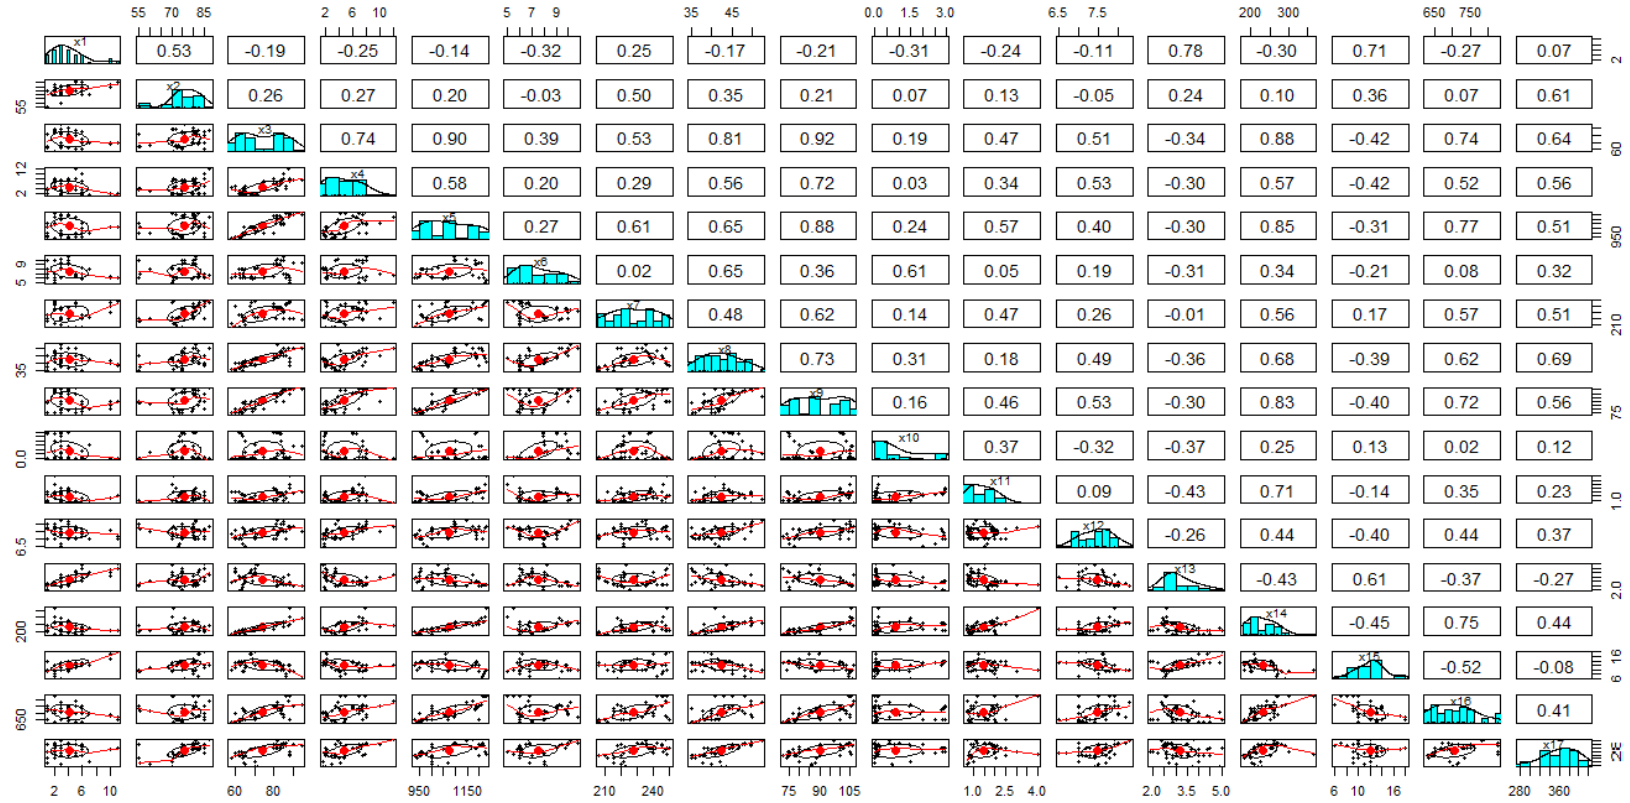 55 70 85 2 6 10 5 7 9 35 45 0.0 1.5 3.0 6.5 7.5 200 300 650 750
x1 0.53 -0.19 -0.25 -0.14 -0.32 0.25 -0.17 -0.21 -0.31 -0.24 -0.11 0.78 -0.30 0.71 -0.27 0.07 2
55 x2 0.26 0.27 0.20 -0.03 0.50 0.35 0.21 0.07 0.13 -0.05 0.24 0.10 0.36 0.07 0.61
x3 0.74 0.90 0.39 0.53 0.81 0.92 0.19 0.47 0.51 -0.34 0.88 -0.42 0.74 0.64 60
2 12 x4 0.58 0.20 0.29 0.56 0.72 0.03 0.34 0.53 -0.30 0.57 -0.42 0.52 0.56
x5 0.27 0.61 0.65 0.88 0.24 0.57 0.40 -0.30 0.85 -0.31 0.77 0.51 950
5 9 x6 0.02 0.65 0.36 0.61 0.05 0.19 -0.31 0.34 -0.21 0.08 0.32
x7 0.48 0.62 0.14 0.47 0.26 -0.01 0.56 0.17 0.57 0.51 210
35 x8 0.73 0.31 0.18 0.49 -0.36 0.68 -0.39 0.62 0.69
x9 0.16 0.46 0.53 -0.30 0.83 -0.40 0.72 0.56 75
0.0 x10 0.37 -0.32 -0.37 0.25 0.13 0.02 0.12
x11 0.09 -0.43 0.71 -0.14 0.35 0.23 1.0
6.5 x12 -0.26 0.44 -0.40 0.44 0.37
x13 -0.43 0.61 -0.37 -0.27 2.0
200 x14 -0.45 0.75 0.44
x15 -0.52 -0.08 6 16
650 x16 0.41
x17
2 6 10 60 80 950 1150 210 240 75 90 105 1.0 2.5 4.0 2.0 3.5 5.0 6 10 16 280 360